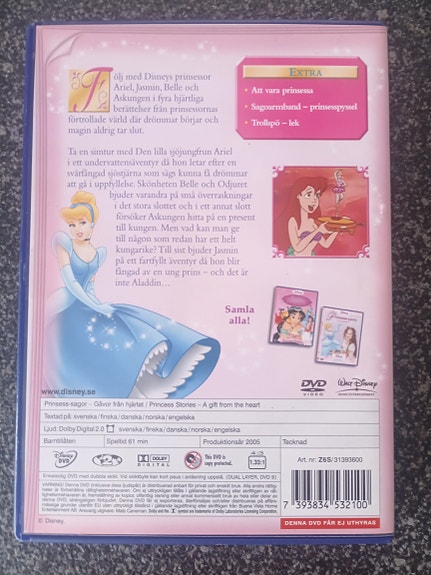 Följ med Disneys prinsessor
Ariel, Jasmin, Belle och
Askungen i fyra hjärtliga
berättelser från prinsessornas
förtrollade värld där drömmar börjar och
magin aldrig tar slut.
Ta en simtur med Den lilla sjöjungfrun Ariel
i ett undervattensäventyr då hon letar efter en
svårfångad sjöstjärna som sägs kunna få drömmar
att gå i uppfyllelse. Skönheten Belle och Odjuret
bjuder varandra på små överraskningar
i det stora slottet och i ett annat slott
försöker Askungen hitta på en present
till kungen. Men vad kan man ge
till någon som redan har ett helt
kungarike? Till sist bjuder Jasmin
på ett fartfyllt äventyr då hon blir
fångad av en ung prins – och det är
inte Aladdin…
EXTRA
• Att vara prinsessa
• Sagoarmband – prinsesspyssel
• Trollspö – lek
Samla
alla!
www.disney.se
DVD
VIDEO
WALT DISNEY
Prinsess-sagor – Gåvor från hjärtat / Princess Stories – A gift from the heart
Textad på: svenska/finska/danska/norska/engelska
Ljud: Dolby Digital 2.0 svenska/finska/danska/norska/engelska
Barntillåten Speltid 61 min Produktionsår 2005 Tecknad
Disney DVD
DOLBY
DIGITAL
This DVD is
copy protected.
4:3
1.33:1
Art. nr: Z6S/31393600
7 393834 532100
DENNA DVD FÅR EJ UTHYRAS
© Disney.